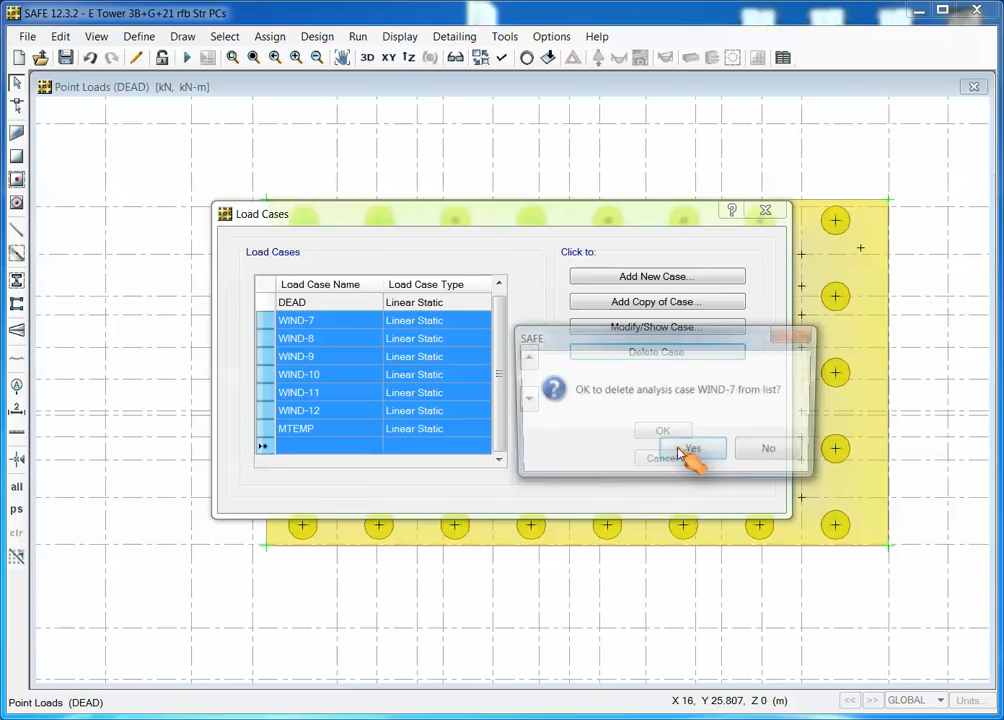 SAFE 12.3.2 - E Tower 3B+G+21 rfb Str PCs
File Edit View Define Draw Select Assign Design Run Display Detailing Tools Options Help
3D XY
Point Loads (DEAD) [kN, kN-m]
Load Cases
Load Cases
Click to:
Load Case Name Load Case Type
DEAD Linear Static
WIND-7 Linear Static
WIND-8 Linear Static
WIND-9 Linear Static
WIND-10 Linear Static
WIND-11 Linear Static
WIND-12 Linear Static
MTEMP Linear Static
Add New Case...
Add Copy of Case...
Modify/Show Case...
Delete Case
SAFE
OK to delete analysis case WIND-7 from list?
OK
Cancel
Yes No
all
ps
clr
Point Loads (DEAD)
X 16, Y 25.807, Z 0 (m)
<< >> GLOBAL Units...